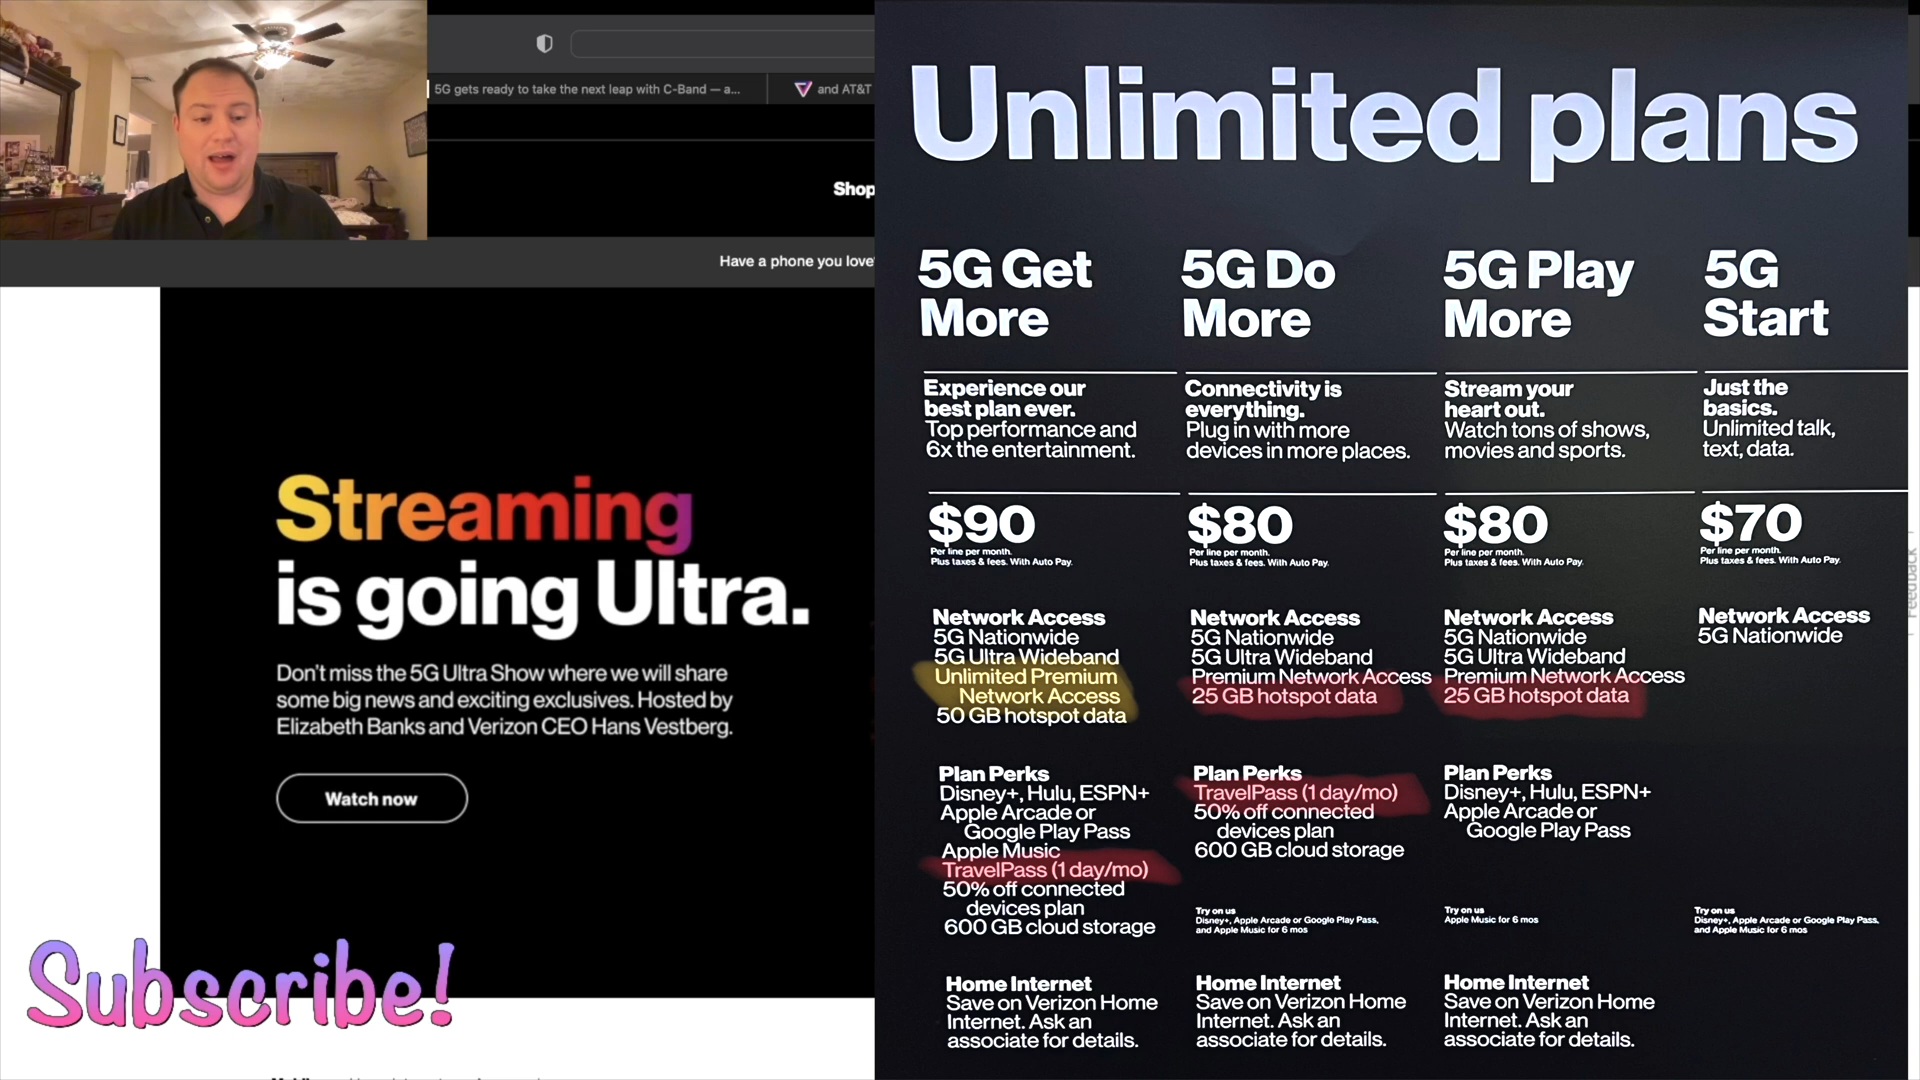 5G gets ready to take the next leap with C-Band — a...
and AT&T
Shop
Have a phone you love
Streaming
is going Ultra.
Don't miss the 5G Ultra Show where we will share
some big news and exciting exclusives. Hosted by
Elizabeth Banks and Verizon CEO Hans Vestberg.
Watch now
Subscribe!
Unlimited plans
5G Get
More
Experience our
best plan ever.
Top performance and
6x the entertainment.
$90
Per line per month.
Plus taxes & fees. With Auto Pay.
Network Access
5G Nationwide
5G Ultra Wideband
Unlimited Premium
Network Access
50 GB hotspot data
Plan Perks
Disney+, Hulu, ESPN+
Apple Arcade or
Google Play Pass
Apple Music
TravelPass (1 day/mo)
50% off connected
devices plan
600 GB cloud storage
Home Internet
Save on Verizon Home
Internet. Ask an
associate for details.
5G Do
More
Connectivity is
everything.
Plug in with more
devices in more places.
$80
Per line per month.
Plus taxes & fees. With Auto Pay.
Network Access
5G Nationwide
5G Ultra Wideband
Premium Network Access
25 GB hotspot data
Plan Perks
TravelPass (1 day/mo)
50% off connected
devices plan
600 GB cloud storage
Try on us
Disney+, Apple Arcade or Google Play Pass,
and Apple Music for 6 mos
Home Internet
Save on Verizon Home
Internet. Ask an
associate for details.
5G Play
More
Stream your
heart out.
Watch tons of shows,
movies and sports.
$80
Per line per month.
Plus taxes & fees. With Auto Pay.
Network Access
5G Nationwide
5G Ultra Wideband
Premium Network Access
25 GB hotspot data
Plan Perks
Disney+, Hulu, ESPN+
Apple Arcade or
Google Play Pass
Try on us
Apple Music for 6 mos
Home Internet
Save on Verizon Home
Internet. Ask an
associate for details.
5G
Start
Just the
basics.
Unlimited talk,
text, data.
$70
Per line per month.
Plus taxes & fees. With Auto Pay.
Network Access
5G Nationwide
Try on us
Disney+, Apple Arcade or Google Play Pass,
and Apple Music for 6 mos
Feedback